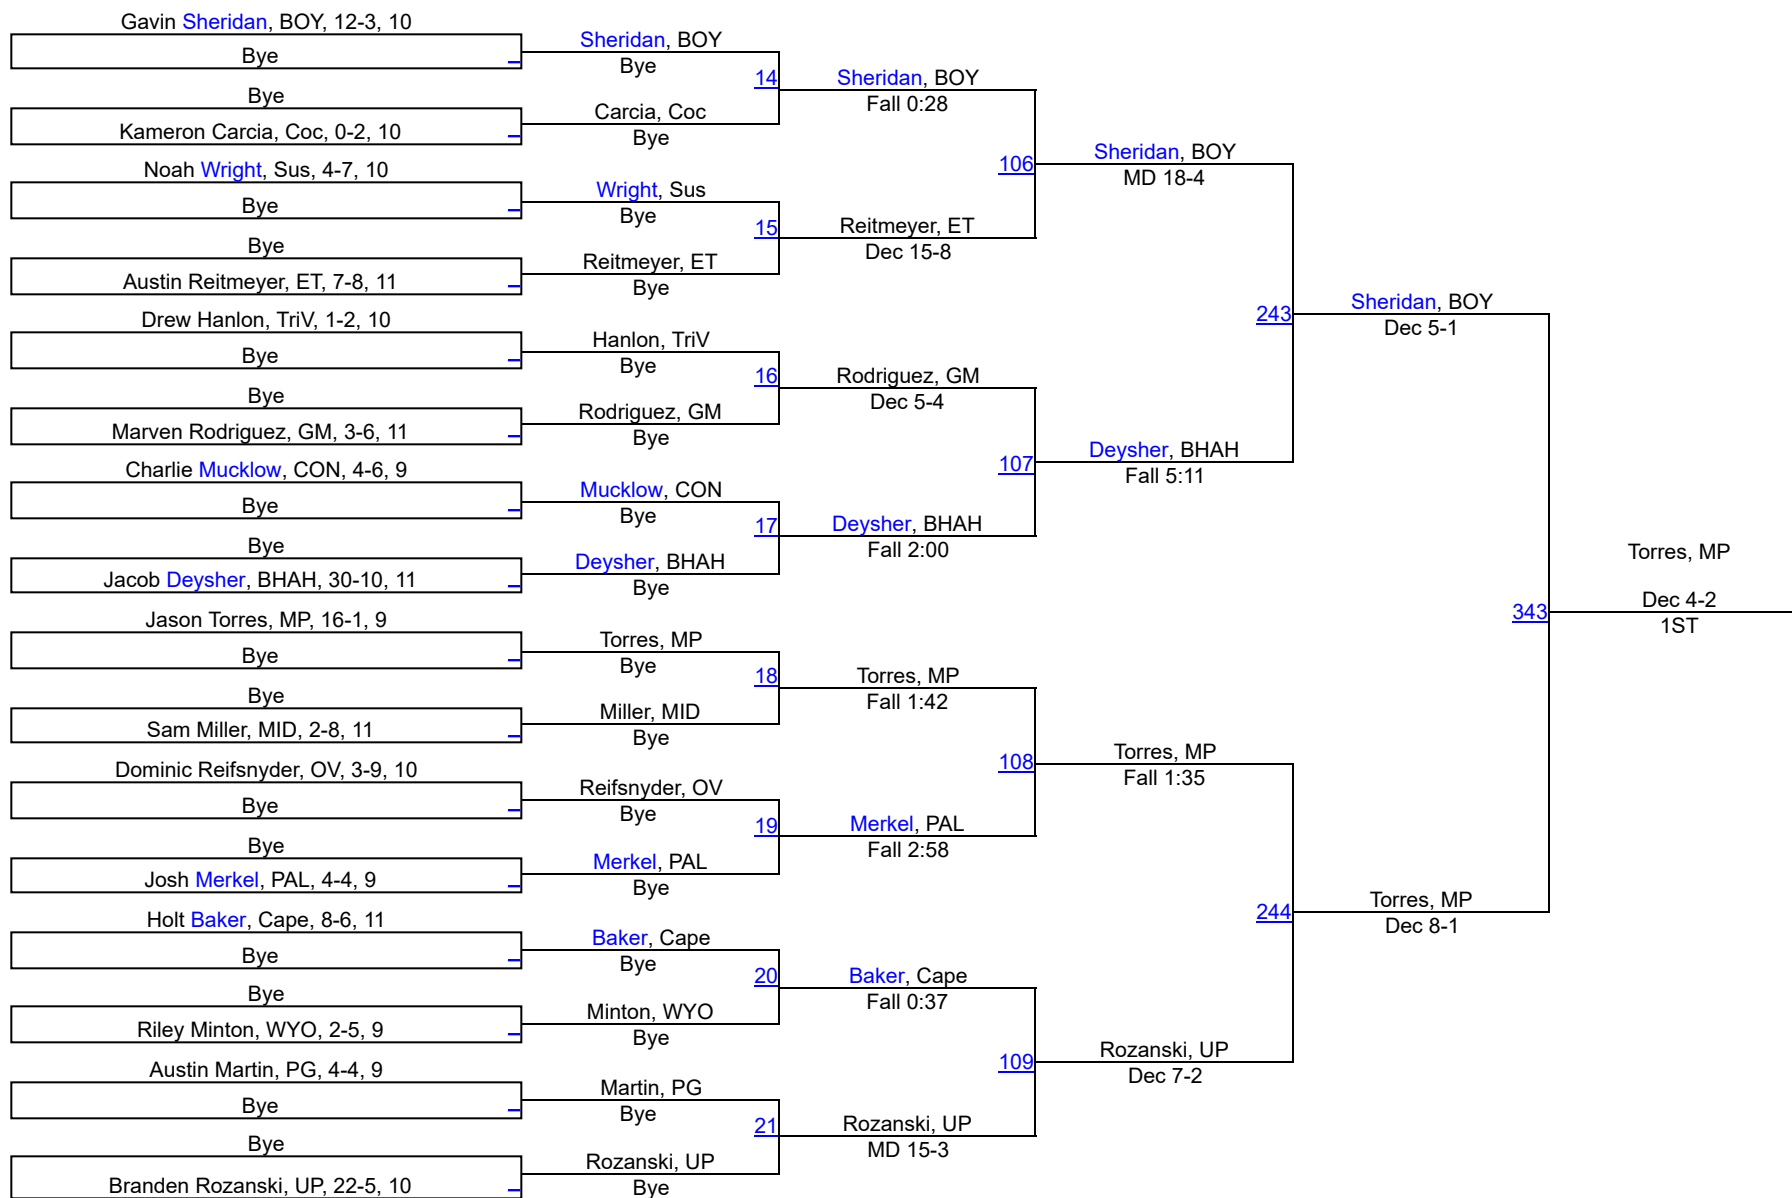 Gavin Sheridan, BOY, 12-3, 10
Bye
Bye
Kameron Carcia, Coc, 0-2, 10
Noah Wright, Sus, 4-7, 10
Bye
Bye
Austin Reitmeyer, ET, 7-8, 11
Drew Hanlon, TriV, 1-2, 10
Bye
Bye
Marven Rodriguez, GM, 3-6, 11
Charlie Mucklow, CON, 4-6, 9
Bye
Bye
Jacob Deysher, BHAH, 30-10, 11
Jason Torres, MP, 16-1, 9
Bye
Bye
Sam Miller, MID, 2-8, 11
Dominic Reifsnyder, OV, 3-9, 10
Bye
Bye
Josh Merkel, PAL, 4-4, 9
Holt Baker, Cape, 8-6, 11
Bye
Bye
Riley Minton, WYO, 2-5, 9
Austin Martin, PG, 4-4, 9
Bye
Bye
Branden Rozanski, UP, 22-5, 10
Sheridan, BOY
Bye
14
Carcia, Coc
Bye
Wright, Sus
Bye
15
Reitmeyer, ET
Bye
Hanlon, TriV
Bye
16
Rodriguez, GM
Bye
Mucklow, CON
Bye
17
Deysher, BHAH
Bye
Torres, MP
Bye
18
Miller, MID
Bye
Reifsnyder, OV
Bye
19
Merkel, PAL
Bye
Baker, Cape
Bye
20
Minton, WYO
Bye
Martin, PG
Bye
21
Rozanski, UP
Bye
Sheridan, BOY
Fall 0:28
106
Reitmeyer, ET
Dec 15-8
Rodriguez, GM
Dec 5-4
107
Deysher, BHAH
Fall 2:00
Torres, MP
Fall 1:42
108
Merkel, PAL
Fall 2:58
Baker, Cape
Fall 0:37
109
Rozanski, UP
MD 15-3
Sheridan, BOY
MD 18-4
243
Deysher, BHAH
Fall 5:11
Torres, MP
Fall 1:35
244
Rozanski, UP
Dec 7-2
Sheridan, BOY
Dec 5-1
343
Torres, MP
Dec 8-1
Torres, MP
Dec 4-2
1ST